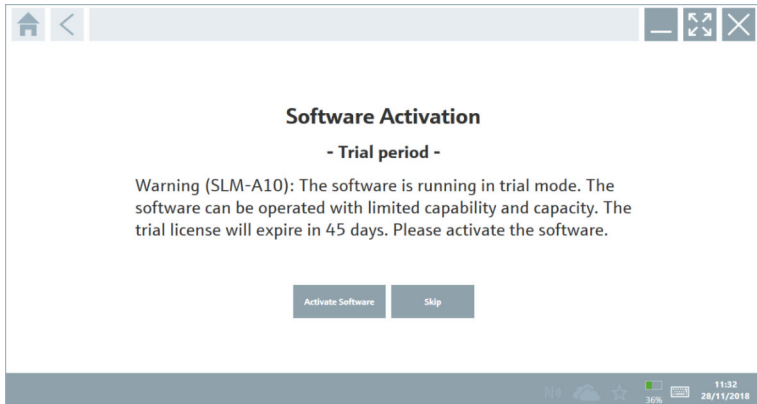 Software Activation
- Trial period -
Warning (SLM-A10): The software is running in trial mode. The
software can be operated with limited capability and capacity. The
trial license will expire in 45 days. Please activate the software.
Activate Software
Skip
11:32
36%
28/11/2018